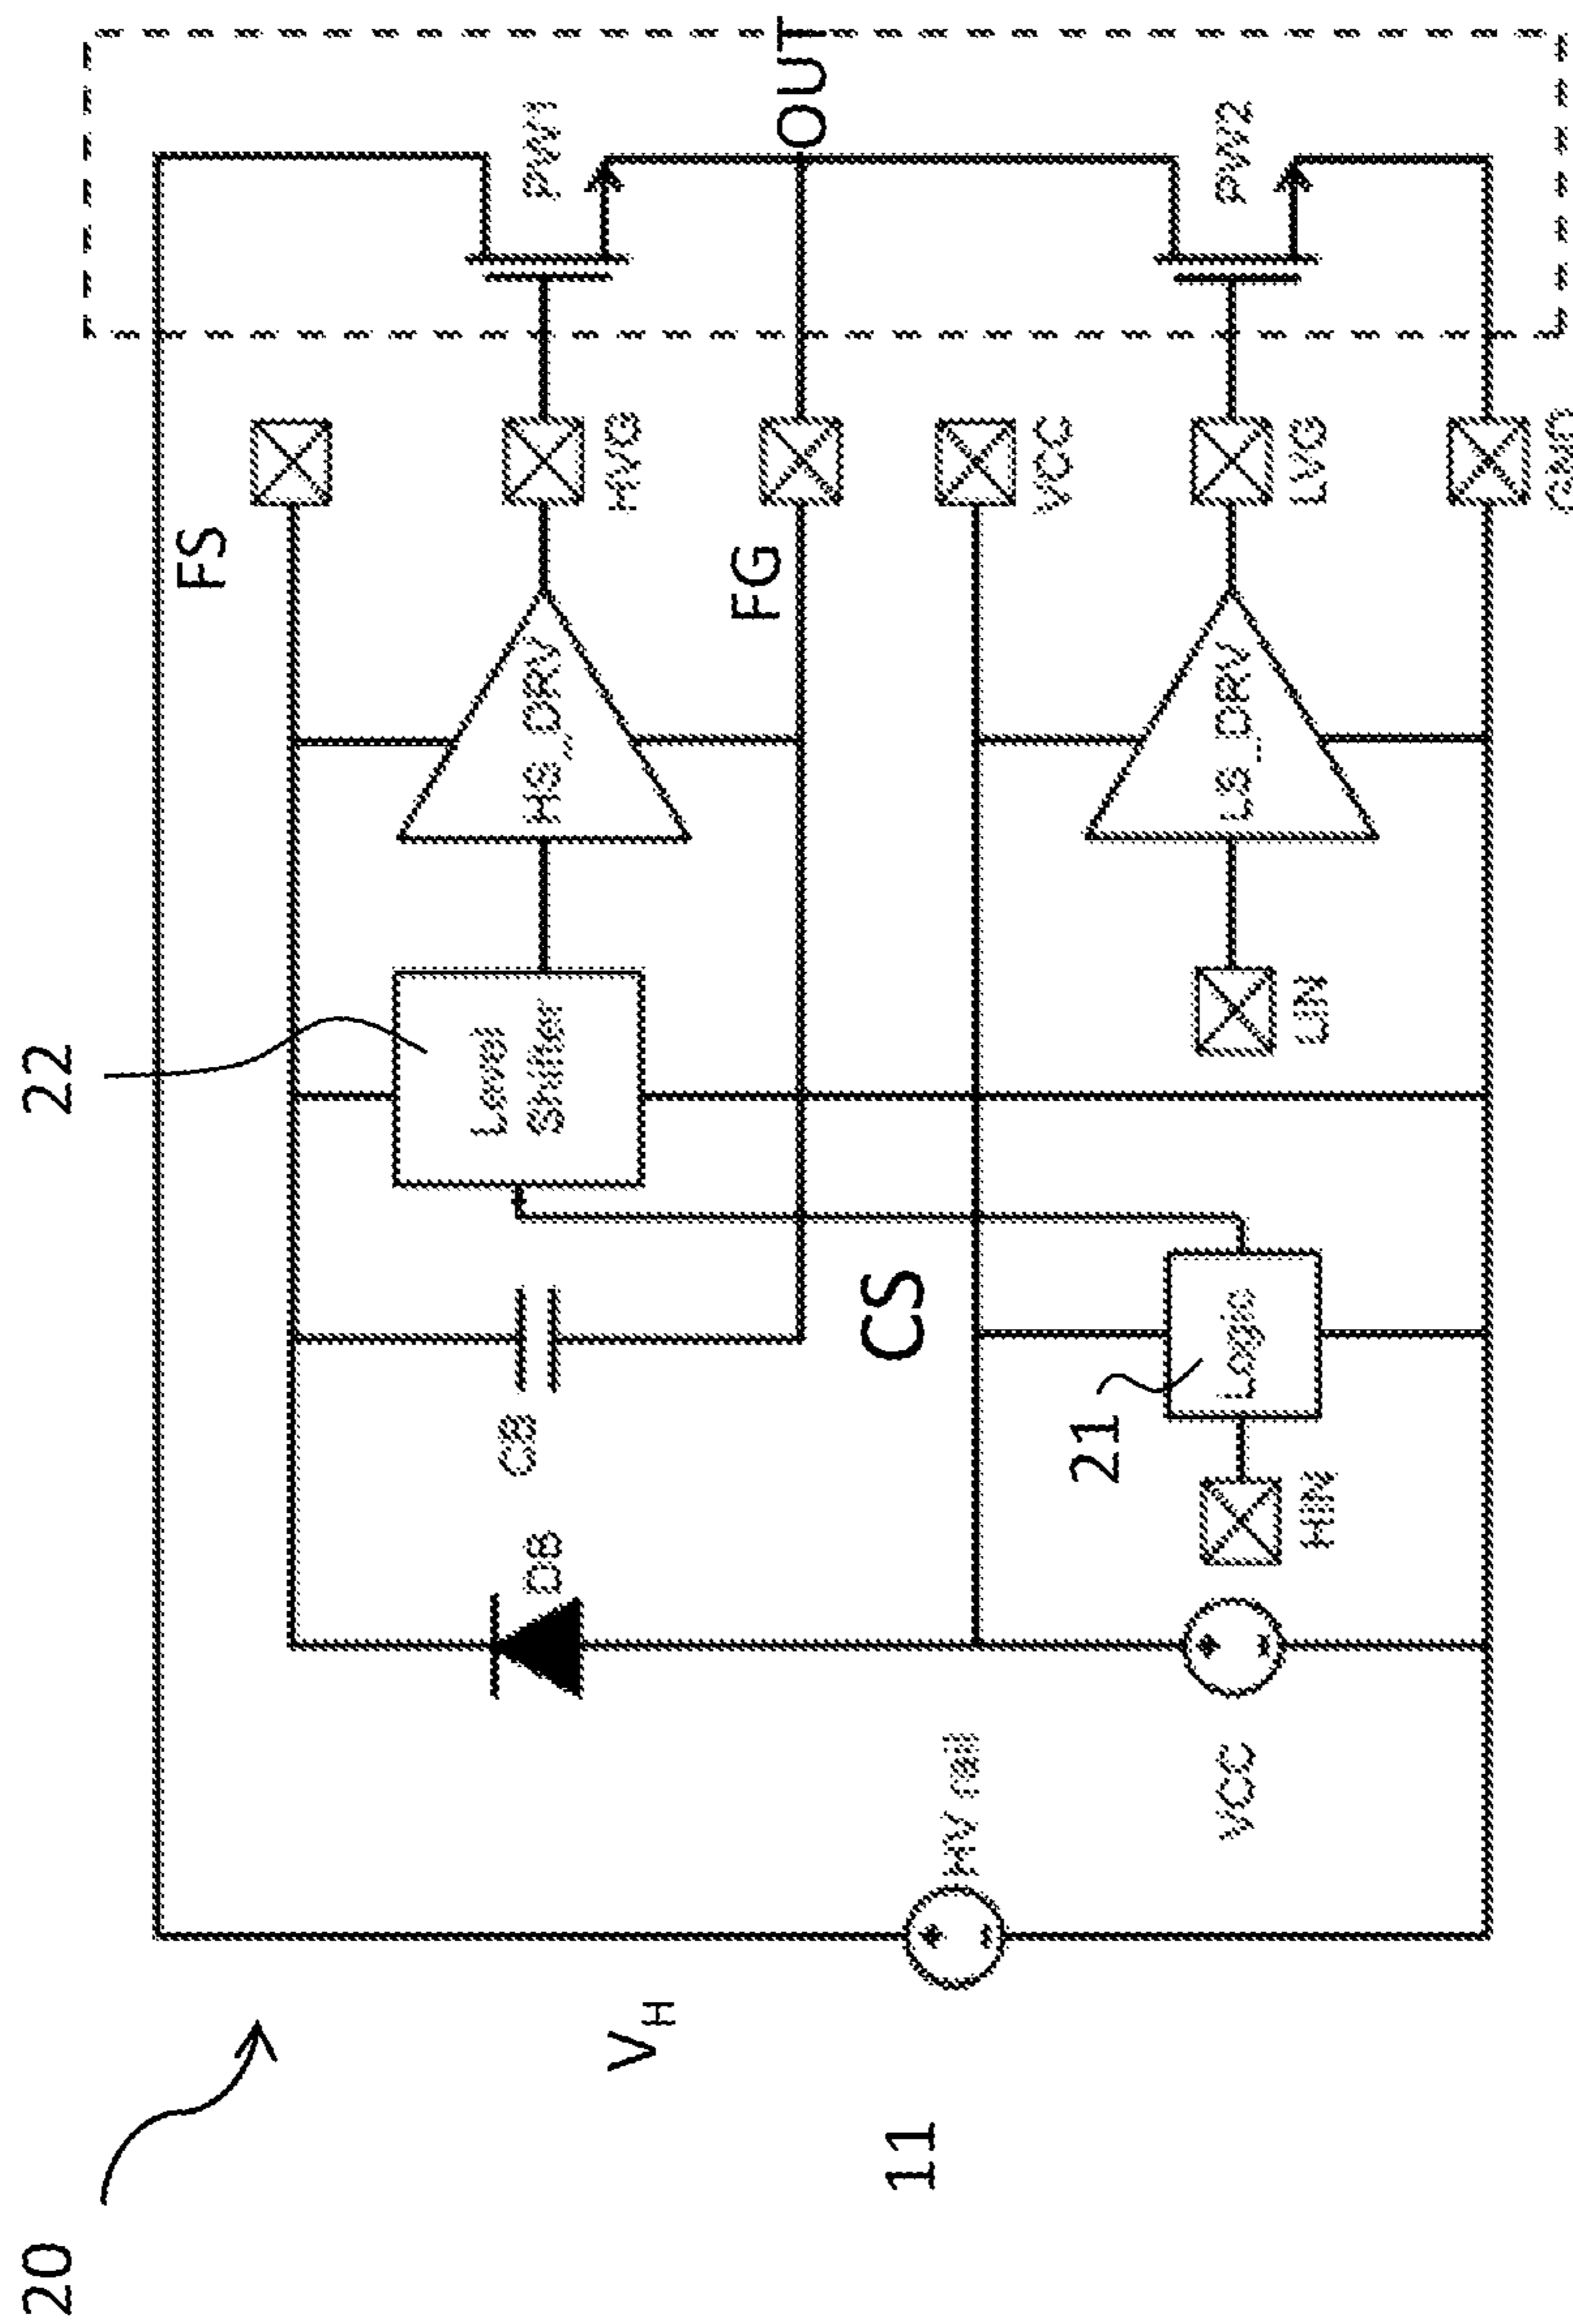 20
22
V_H
11
HV rail
VCC
DB
CB
HIN
21
Logic
CS
Level
Shifter
LIN
HS_DRV
LS_DRV
FS
FG
HVG
VCC
LVG
GND
PW1
OUT
PW2